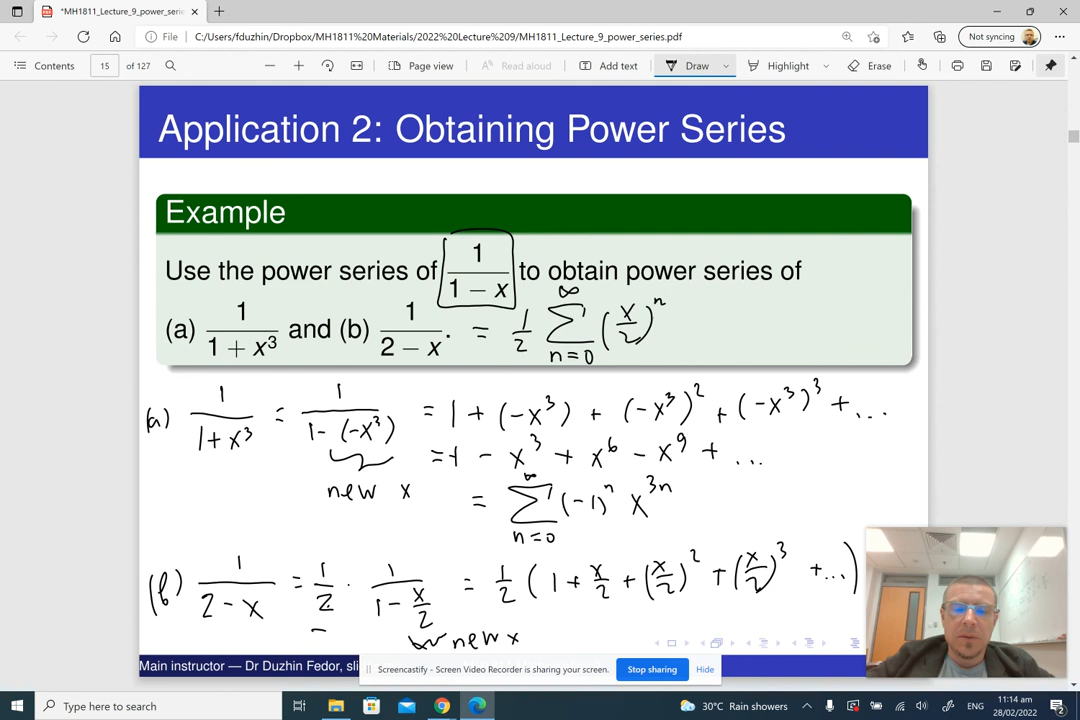 *MH1811_Lecture_9_power_serie
File C:/Users/fduzhin/Dropbox/MH1811%20Materials/2022%20Lecture%209/MH1811_Lecture_9_power_series.pdf Not syncing
Contents 15 of 127 Page view Read aloud Add text Draw Highlight Erase
Application 2: Obtaining Power Series
Example
Use the power series of 1/(1 − x) to obtain power series of
(a) 1/(1 + x³) and (b) 1/(2 − x). = 1/2 ∑_{n=0}^{∞} (x/2)^n
(a) 1/(1+x³) = 1/(1-(-x³)) = 1 + (-x³) + (-x³)² + (-x³)³ + ...
= 1 - x³ + x⁶ - x⁹ + ...
new x = ∑_{n=0}^{∞} (-1)^n x^{3n}
(b) 1/(2-x) = 1/2 · 1/(1 - x/2) = 1/2 (1 + x/2 + (x/2)² + (x/2)³ + ...)
new x
Main instructor — Dr Duzhin Fedor, sli
Screencastify - Screen Video Recorder is sharing your screen. Stop sharing Hide
Type here to search 30°C Rain showers ENG 11:14 am
28/02/2022 2